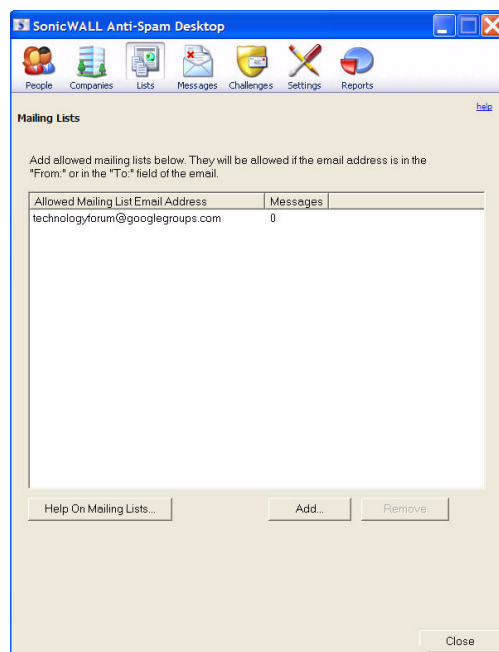 SonicWALL Anti-Spam Desktop
People Companies Lists Messages Challenges Settings Reports
help
Mailing Lists
Add allowed mailing lists below. They will be allowed if the email address is in the
"From:" or in the "To:" field of the email.
Allowed Mailing List Email Address Messages
technologyforum@googlegroups.com 0
Help On Mailing Lists... Add... Remove
Close